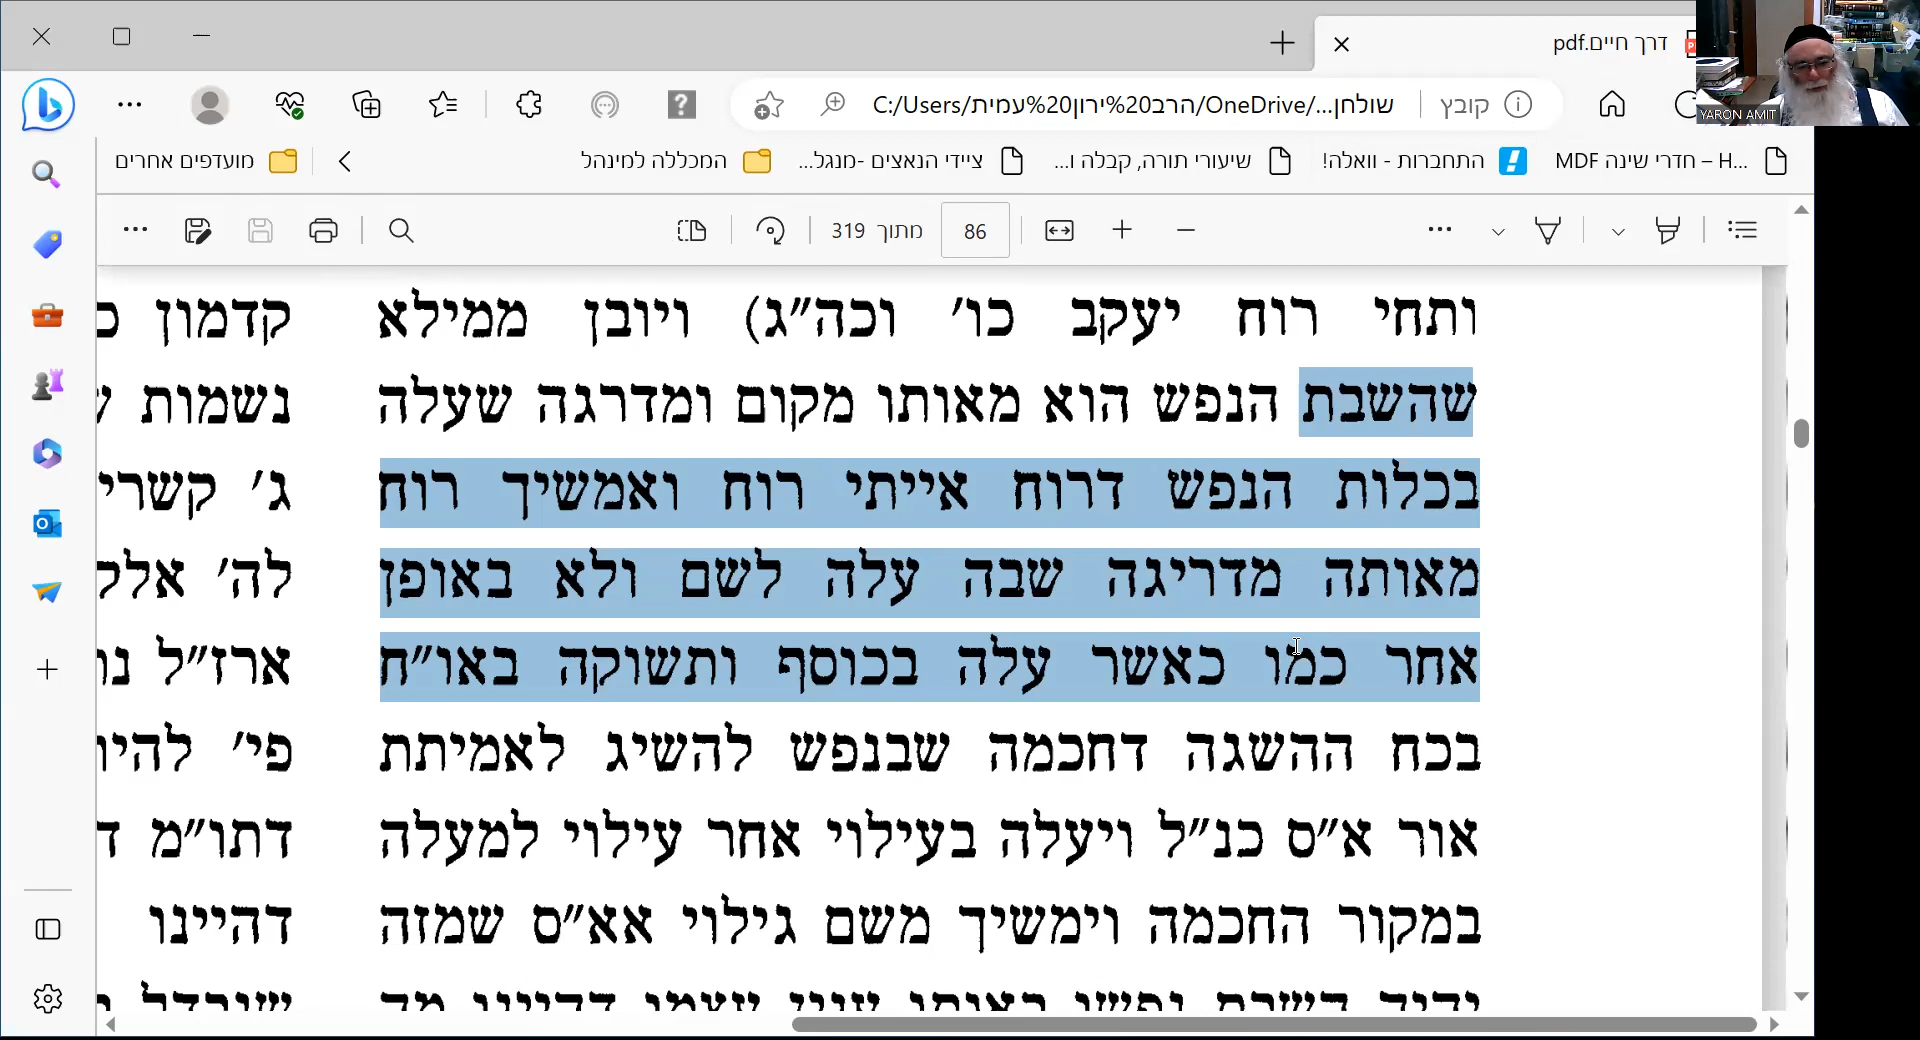 דרך חיים.pdf
YARON AMIT
קובץ
C:/Users/הרב%20ירון%20עמית/OneDrive/...שולחן
MDF חדרי שינה – H...
התחברות - וואלה!
שיעורי תורה, קבלה ו...
ציידי הנאצים -מנגל...
המכללה למינהל
מועדפים אחרים
86
מתוך 319
ותחי רוח יעקב כו' וכה"ג) ויובן ממילא
שהשבת הנפש הוא מאותו מקום ומדרגה שעלה
בכלות הנפש דרוח אייתי רוח ואמשיך רוח
מאותה מדריגה שבה עלה לשם ולא באופן
אחר כמו כאשר עלה בכוסף ותשוקה באו"ח
בכח ההשגה דחכמה שבנפש להשיג לאמיתת
אור א"ס כנ"ל ויעלה בעילוי אחר עילוי למעלה
במקור החכמה וימשיך משם גילוי אא"ס שמזה
קדמון
נשמות
ג' קשרי
לה'
ארז"ל
פי'
דתו"מ
דהיינו